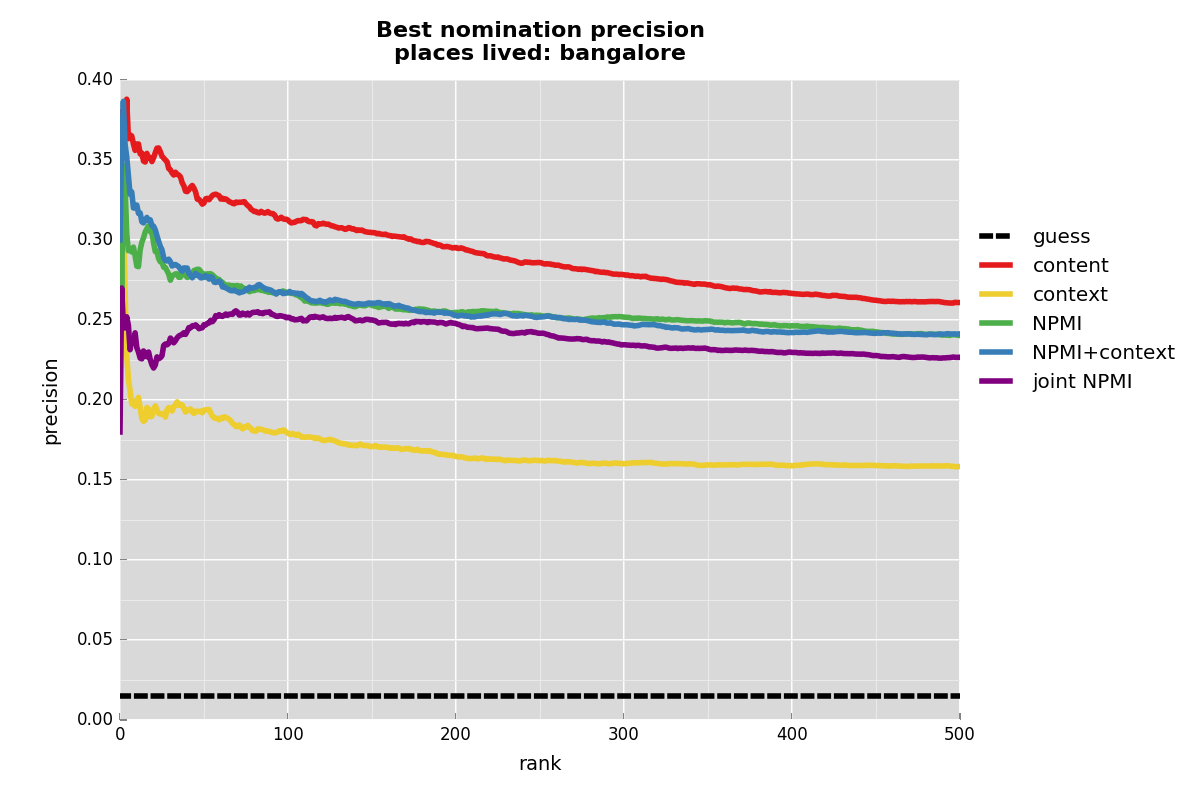 Best nomination precision
places lived: bangalore
0.40
0.35
0.30
0.25
0.20
0.15
0.10
0.05
0.00
precision
0
100
200
300
400
500
rank
guess
content
context
NPMI
NPMI+context
joint NPMI